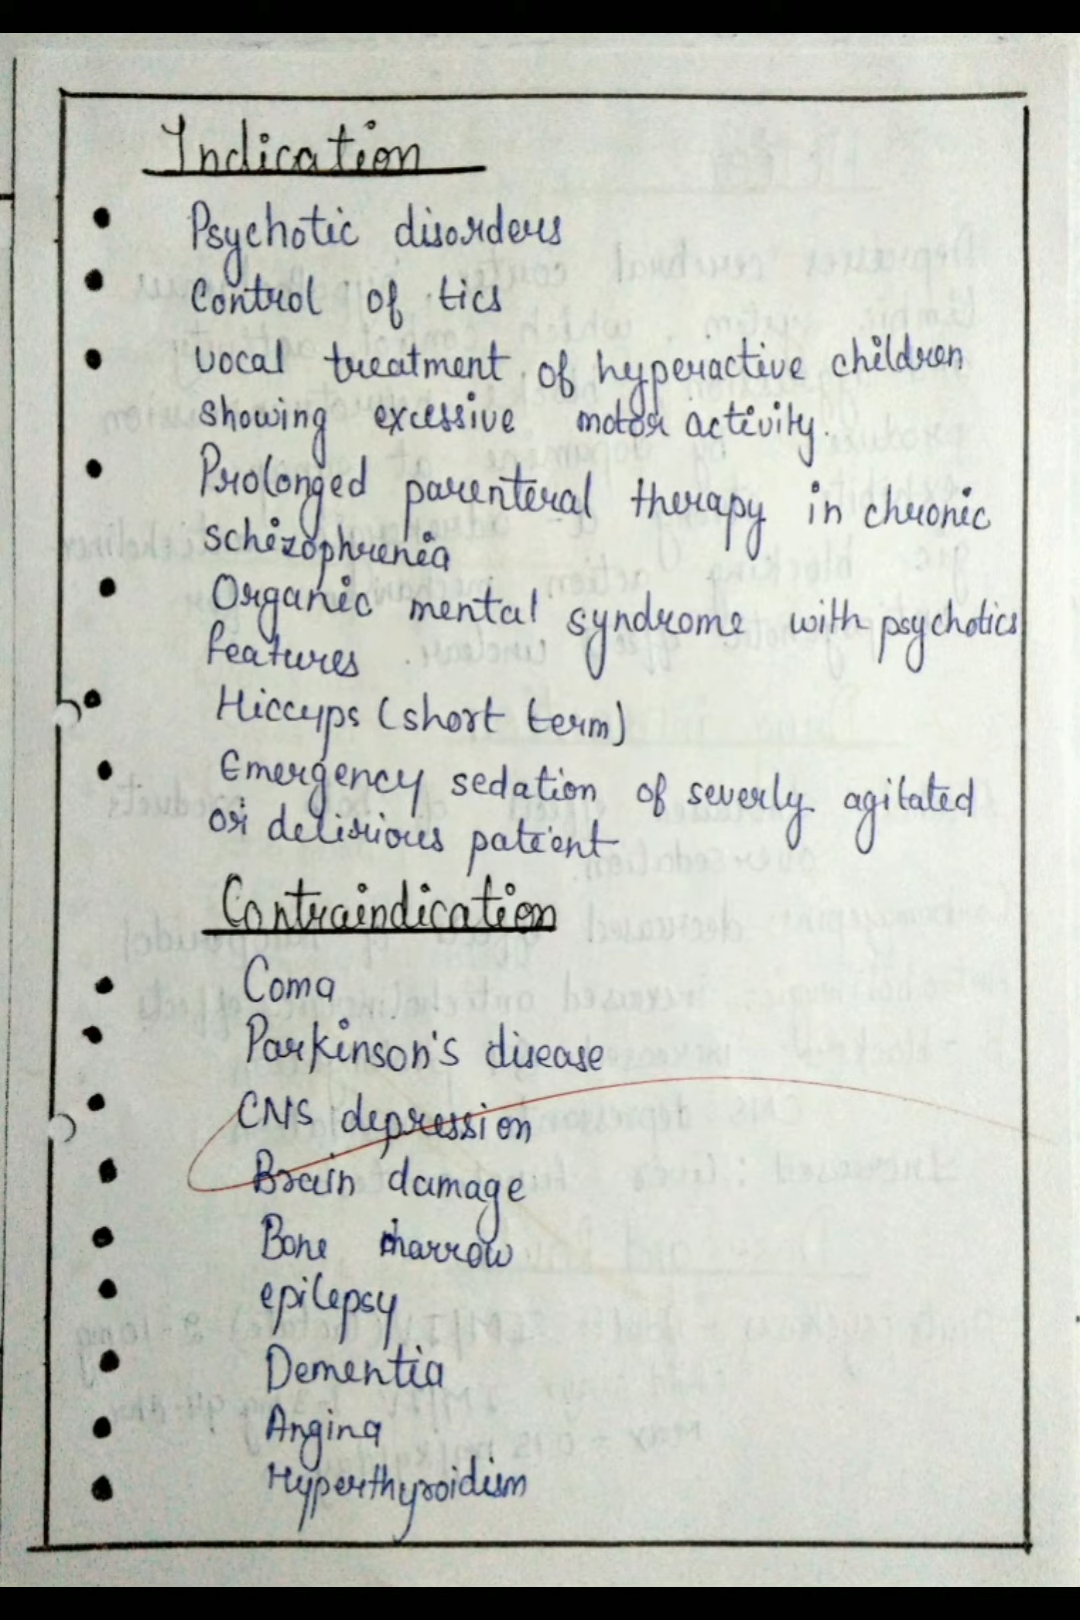 Indication
• Psychotic disorders
• Control of tics
• vocal treatment of hyperactive children
showing excessive motor activity.
• Prolonged parenteral therapy in chronic
schizophrenia
• Organic mental syndrome with psychotics
features
• Hiccyps (short term)
• Emergency sedation of severly agitated
or delirious patient
Contraindication
• Coma
• Parkinson's disease
• CNS depression
• Brain damage
• Bone marrow
• epilepsy
• Dementia
• Angina
• Hyperthyroidism